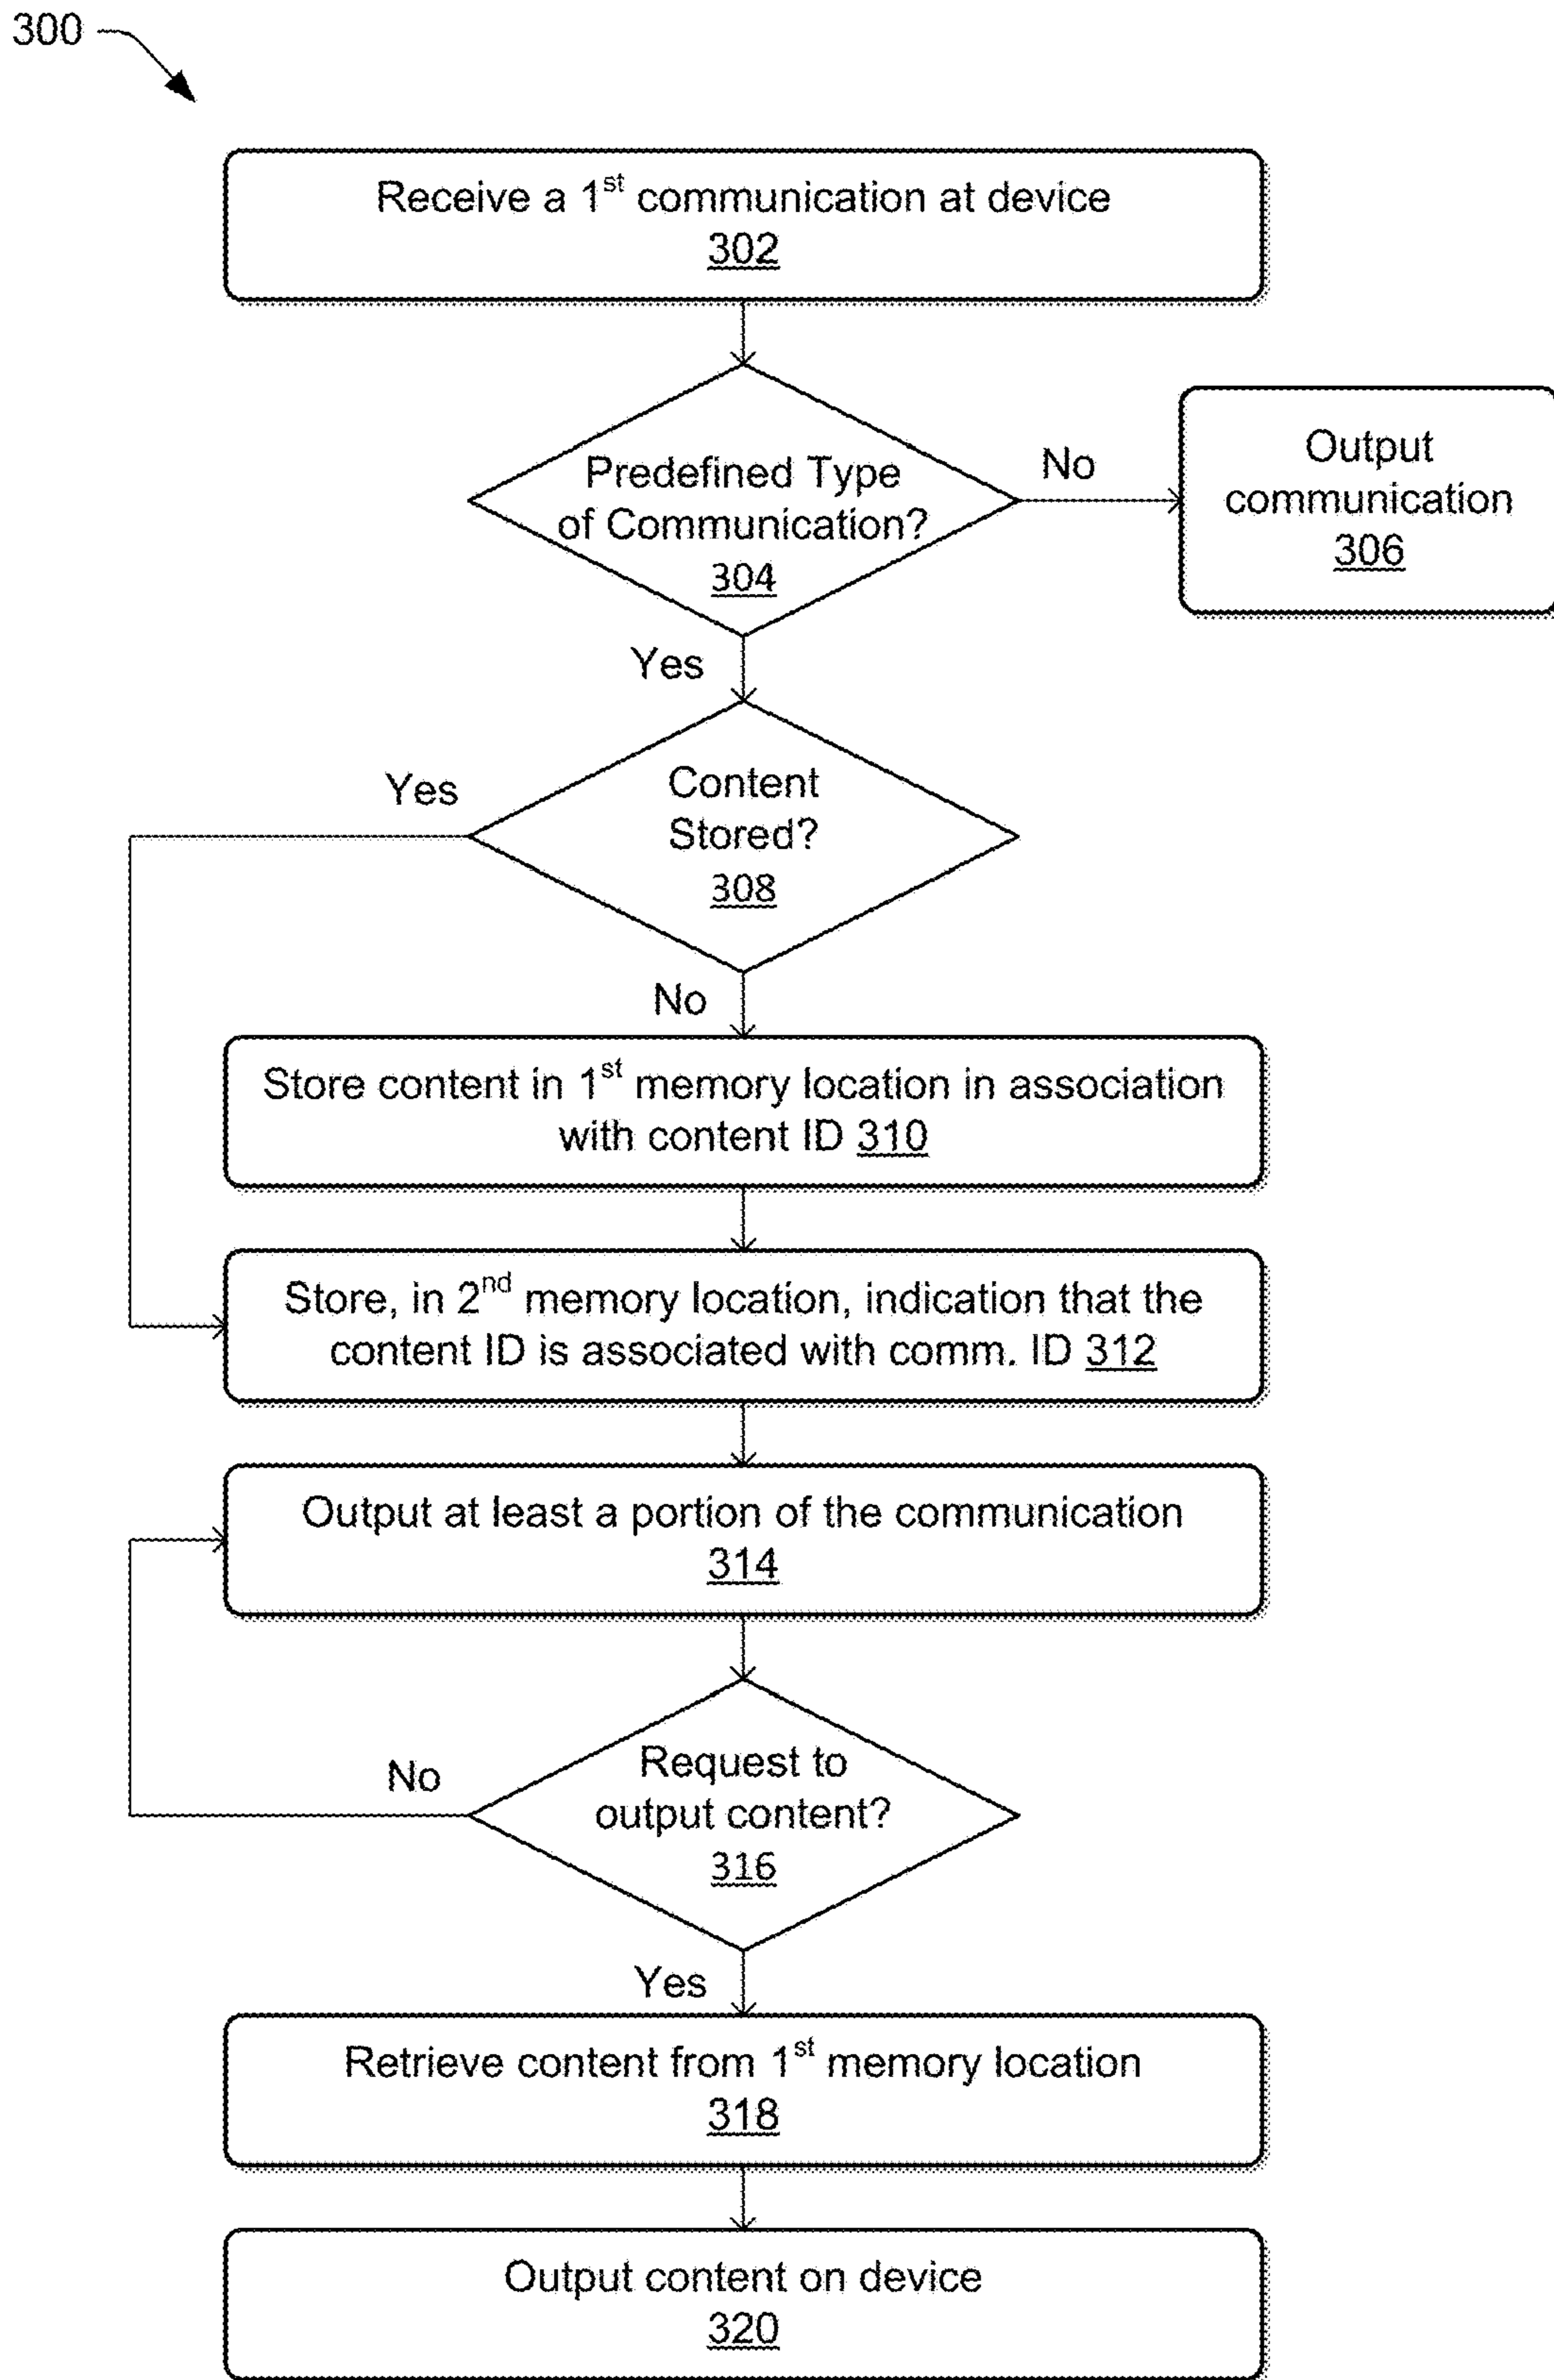 300
Receive a 1st communication at device
302
Predefined Type
of Communication?
304
No
Output
communication
306
Yes
Content
Stored?
308
Yes
No
Store content in 1st memory location in association
with content ID 310
Store, in 2nd memory location, indication that the
content ID is associated with comm. ID 312
Output at least a portion of the communication
314
Request to
output content?
316
No
Yes
Retrieve content from 1st memory location
318
Output content on device
320